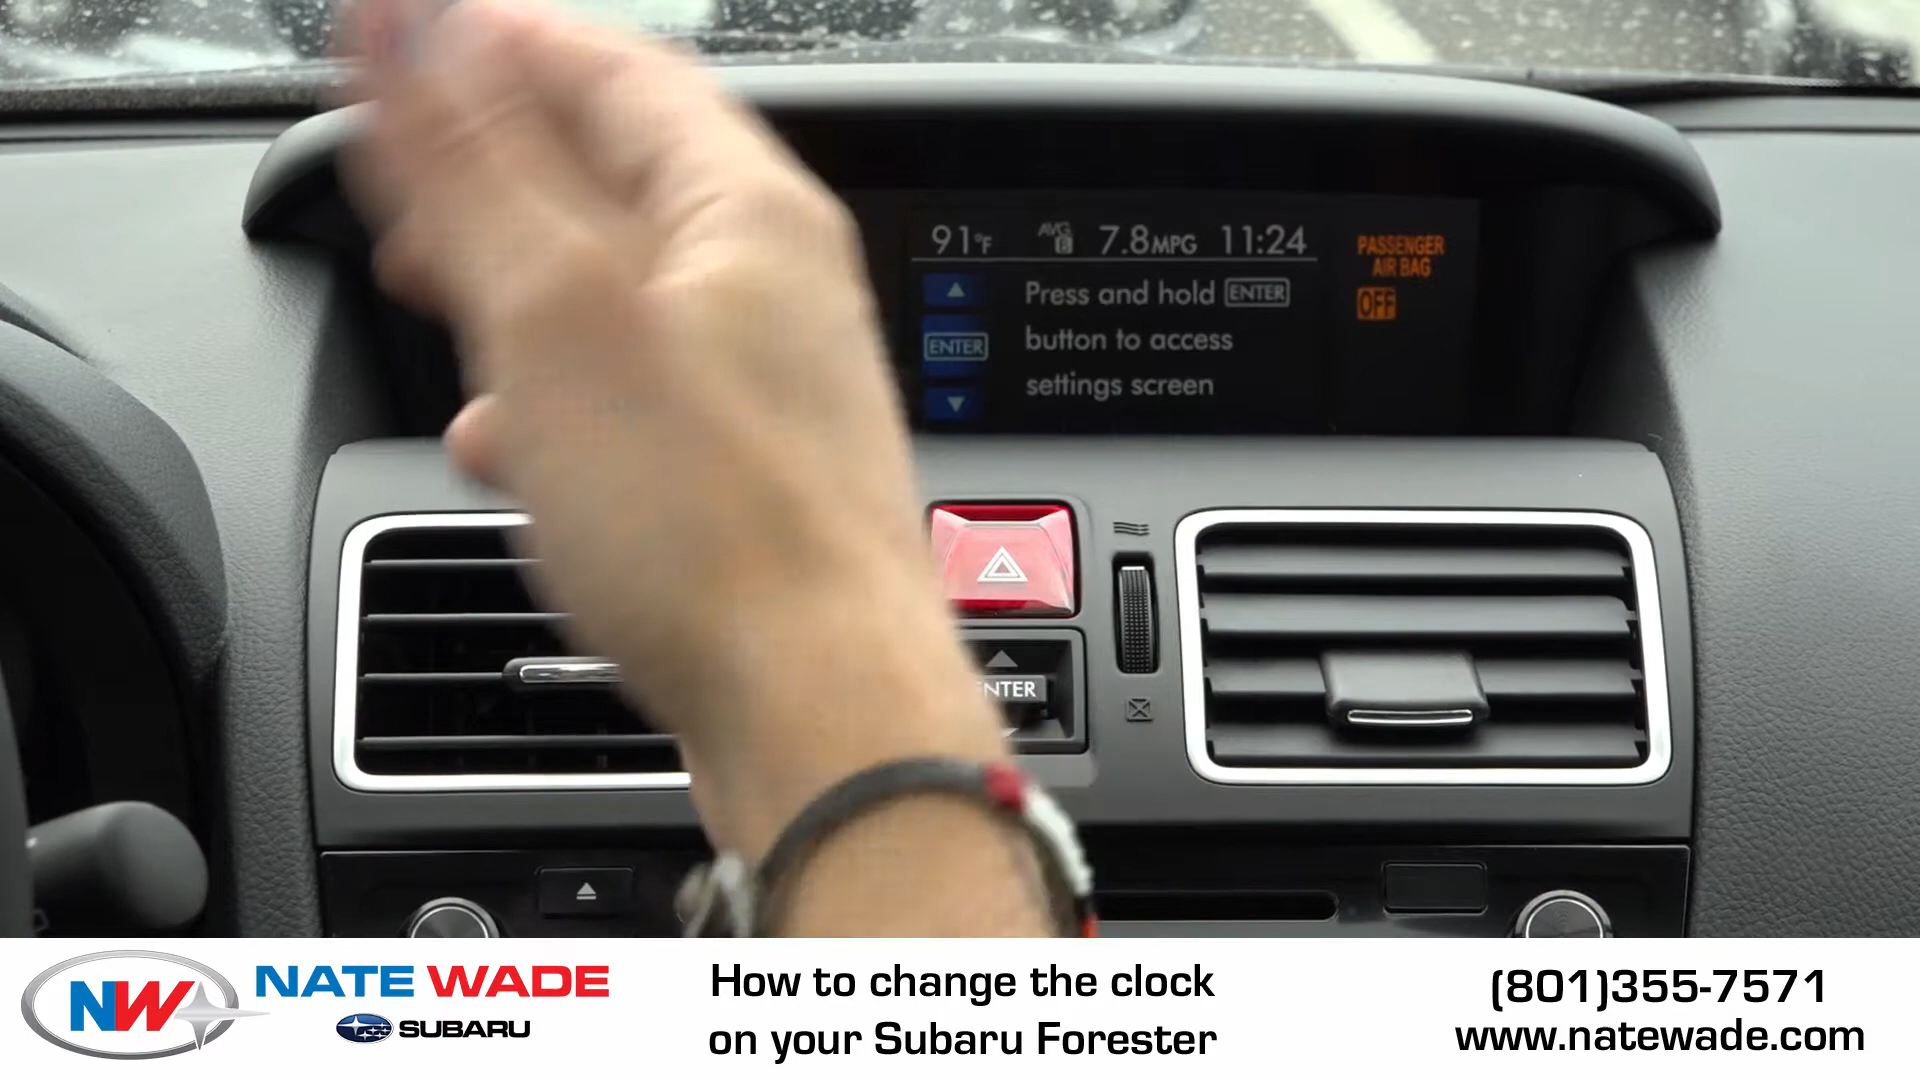 91°F AVG B 7.8MPG 11:24
Press and hold ENTER
button to access
settings screen
ENTER
PASSENGER
AIR BAG
OFF
ENTER
NW NATE WADE
SUBARU
How to change the clock
on your Subaru Forester
(801)355-7571
www.natewade.com